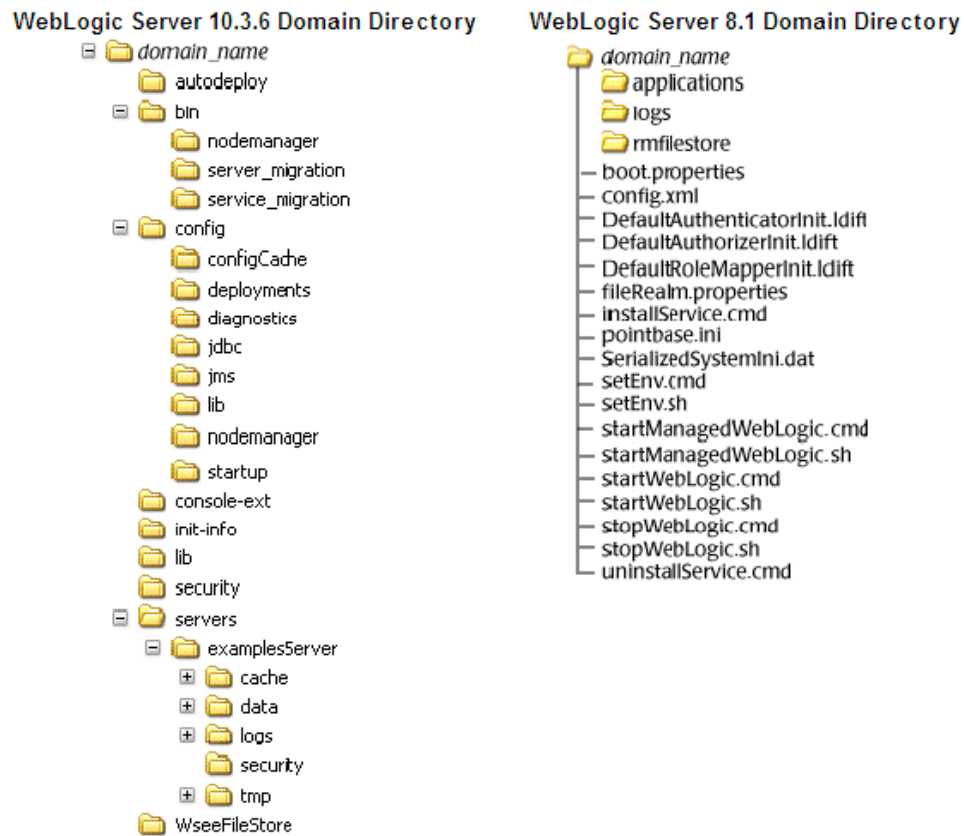 WebLogic Server 10.3.6 Domain Directory
domain_name
autodeploy
bin
nodemanager
server_migration
service_migration
config
configCache
deployments
diagnostics
jdbc
jms
lib
nodemanager
startup
console-ext
init-info
lib
security
servers
examplesServer
cache
data
logs
security
tmp
WseeFileStore
WebLogic Server 8.1 Domain Directory
domain_name
applications
logs
rmfilestore
boot.properties
config.xml
DefaultAuthenticatorInit.ldift
DefaultAuthorizerInit.ldift
DefaultRoleMapperInit.ldift
fileRealm.properties
installService.cmd
pointbase.ini
SerializedSystemIni.dat
setEnv.cmd
setEnv.sh
startManagedWebLogic.cmd
startManagedWebLogic.sh
startWebLogic.cmd
startWebLogic.sh
stopWebLogic.cmd
stopWebLogic.sh
uninstallService.cmd